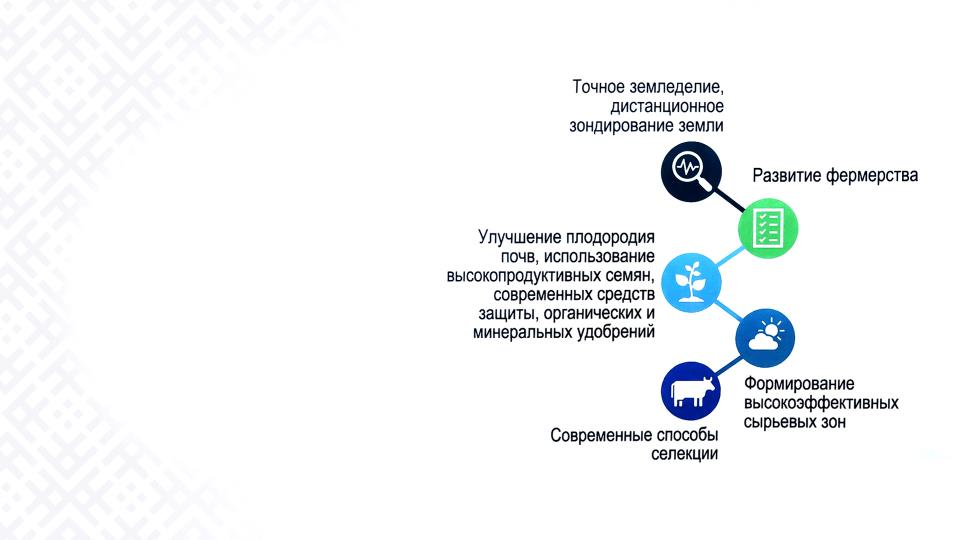 Точное земледелие,
дистанционное
зондирование земли
Развитие фермерства
Улучшение плодородия
почв, использование
высокопродуктивных семян,
современных средств
защиты, органических и
минеральных удобрений
Формирование
высокоэффективных
сырьевых зон
Современные способы
селекции